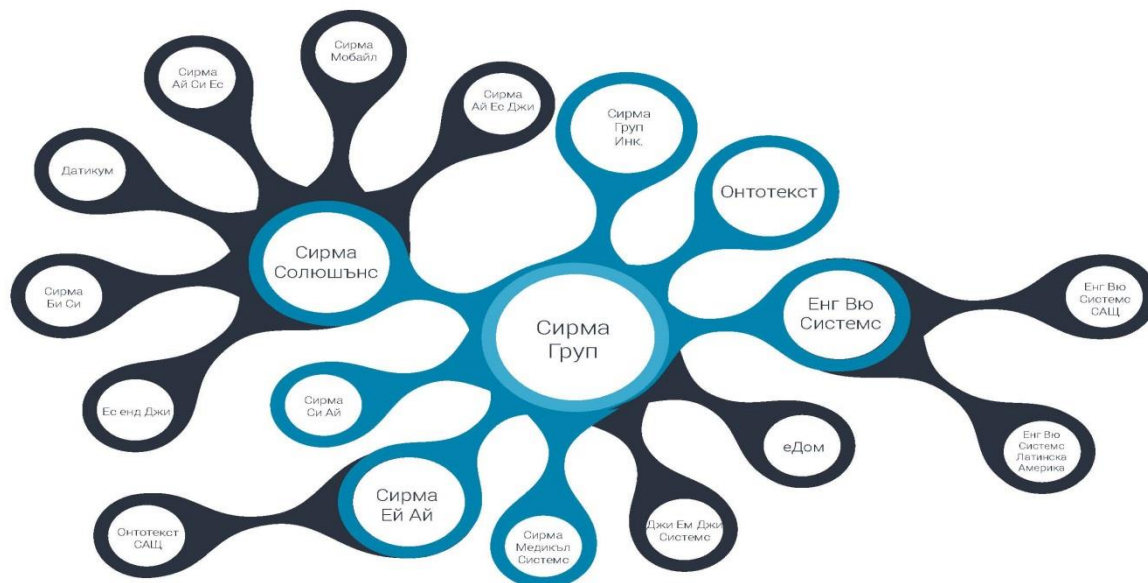 Сирма
Мобайл
Сирма
Ай Си Ес
Сирма
Ай Ес Джи
Сирма
Груп
Инк.
Датикум
Онтотекст
Сирма
Солюшънс
Сирма
Би Си
Енг Вю
Системс
Енг Вю
Системс
САЩ
Сирма
Груп
Ес енд Джи
Сирма
Си Ай
еДом
Енг Вю
Системс
Латинска
Америка
Сирма
Ей Ай
Онтотекст
САЩ
Сирма
Медикъл
Системс
Джи Ем Джи
Системс